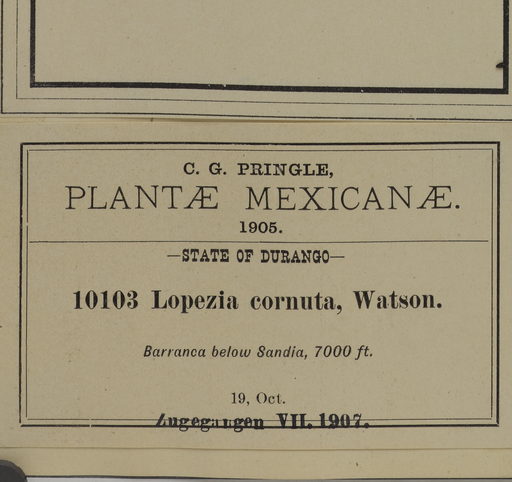 C. G. PRINGLE,
PLANTÆ MEXICANÆ.
1905.
—STATE OF DURANGO—
10103 Lopezia cornuta, Watson.
Barranca below Sandia, 7000 ft.
19, Oct.
Zugegangen VII. 1907.